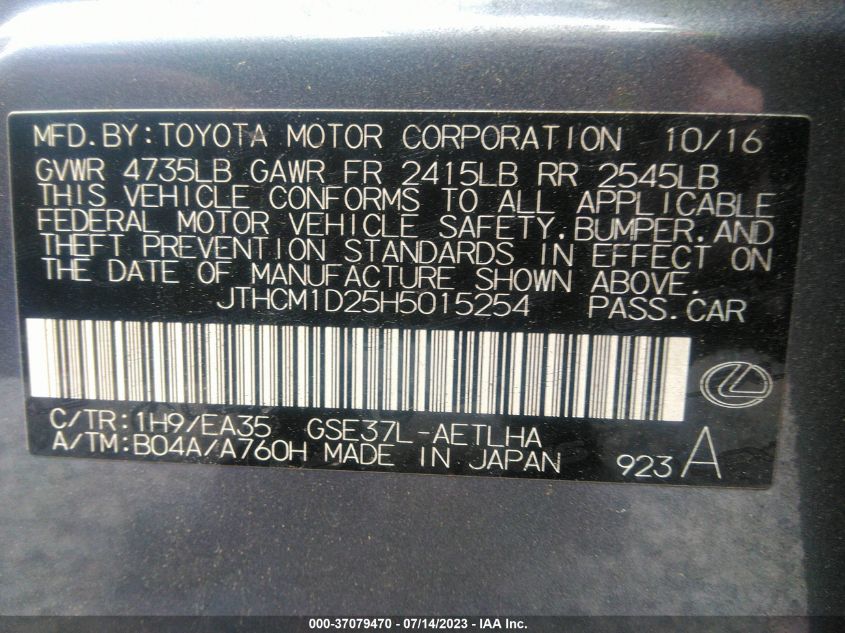 MFD.BY:TOYOTA MOTOR CORPORATION 10/16
GVWR 4735LB GAWR FR 2415LB RR 2545LB
THIS VEHICLE CONFORMS TO ALL APPLICABLE
FEDERAL MOTOR VEHICLE SAFETY,BUMPER,AND
THEFT PREVENTION STANDARDS IN EFFECT ON
THE DATE OF MANUFACTURE SHOWN ABOVE.
JTHCM1D25H5015254 PASS.CAR
C/TR:1H9/EA35 GSE37L-AETLHA
A/TM:B04A/A760H MADE IN JAPAN 923 A
000-37079470 - 07/14/2023 - IAA Inc.